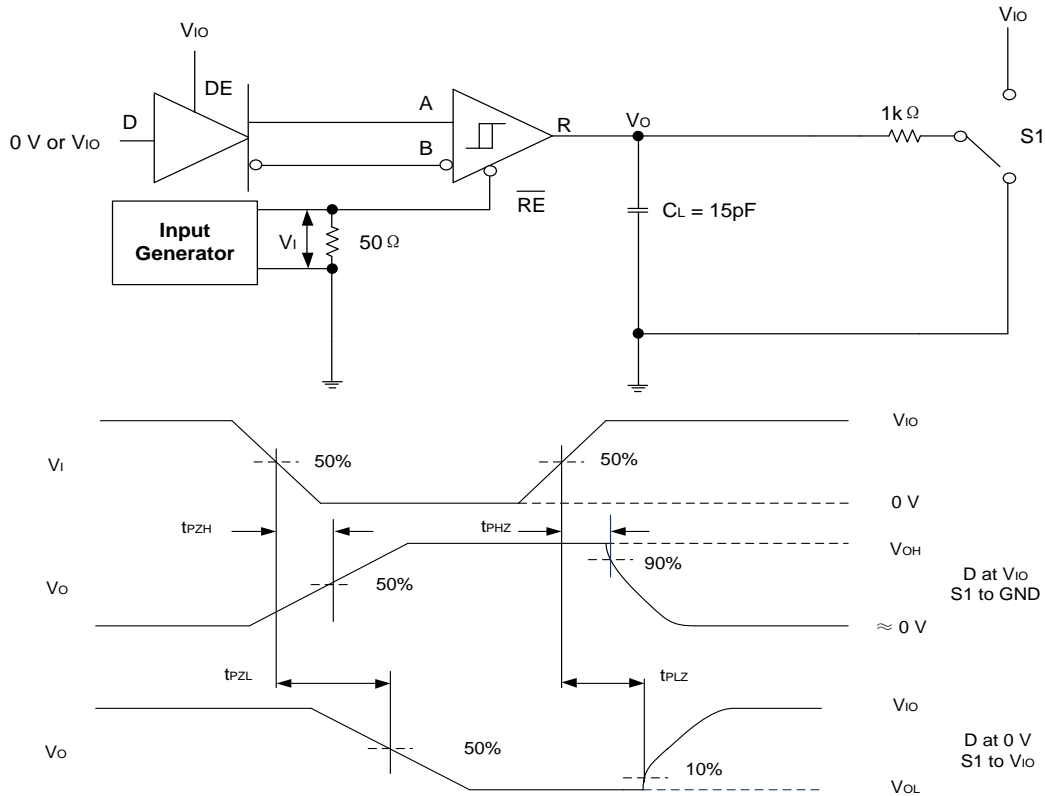 VIO
VIO
DE
D
A
0 V or VIO
B
R
VO
1k Ω
S1
RE
Input
Generator
VI
50 Ω
CL = 15pF
VIO
VI
50%
50%
0 V
tPZH
tPHZ
VOH
VO
50%
90%
D at VIO
S1 to GND
≈ 0 V
tPZL
tPLZ
VIO
VO
50%
10%
D at 0 V
S1 to VIO
VOL